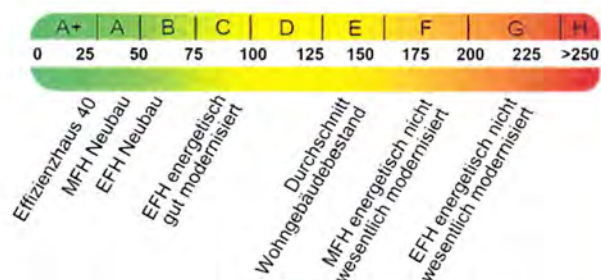 A+ A B C D E F G H
0 25 50 75 100 125 150 175 200 225 >250
Effizienzhaus 40
MFH Neubau
EFH Neubau
EFH energetisch
gut modernisiert
Durchschnitt
Wohngebäudebestand
MFH energetisch nicht
wesentlich modernisiert
EFH energetisch nicht
wesentlich modernisiert